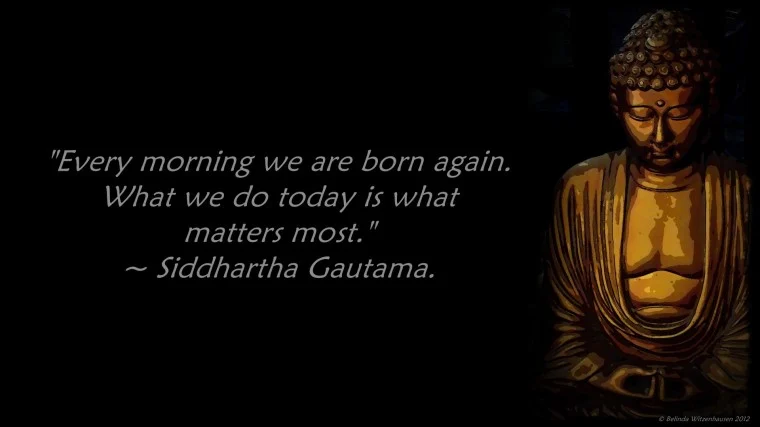 "Every morning we are born again.
What we do today is what
matters most."
~ Siddhartha Gautama.
© Belinda Witzenhausen 2012